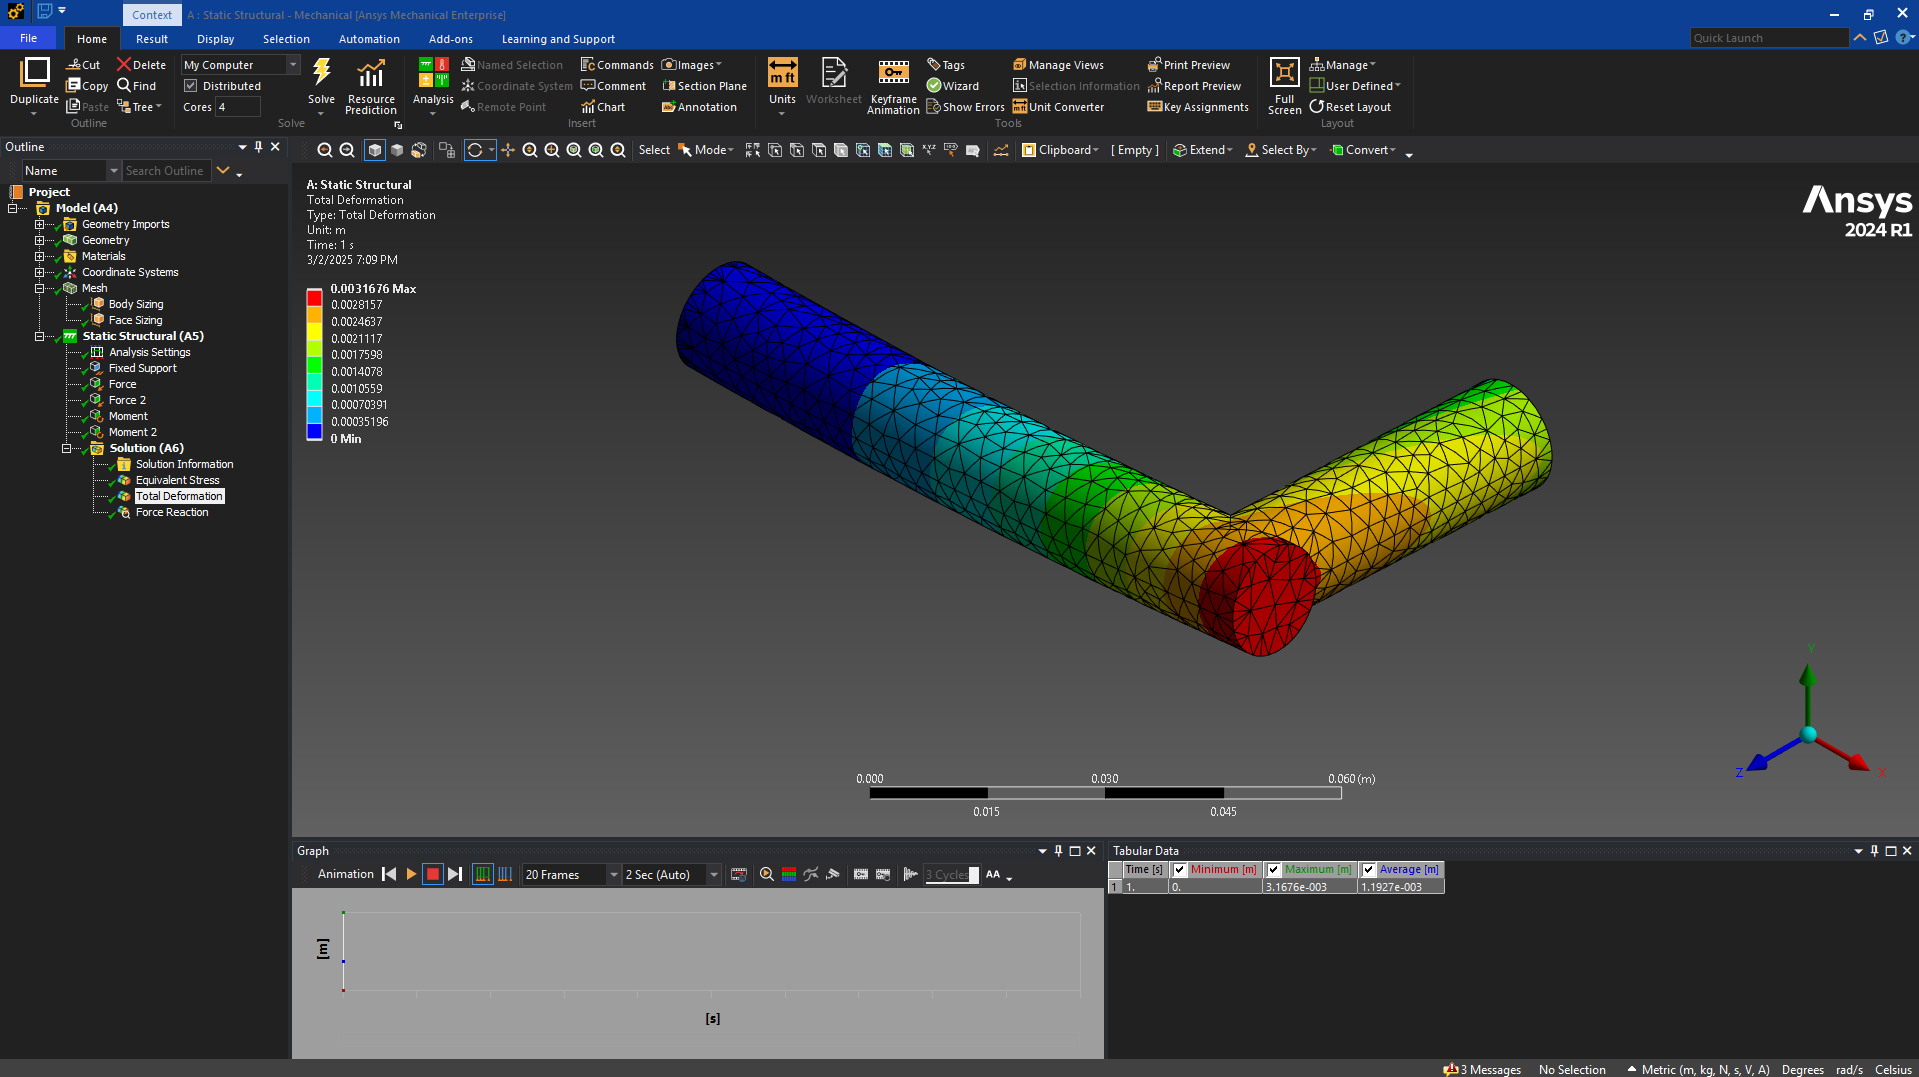 Context
A : Static Structural - Mechanical [Ansys Mechanical Enterprise]
File Home Result Display Selection Automation Add-ons Learning and Support
Quick Launch
Duplicate
Cut
Copy
Paste
Delete
Find
Tree
Outline
My Computer
Distributed
Cores 4
Solve
Resource Prediction
Solve
Analysis
Named Selection
Coordinate System
Remote Point
Commands
Comment
Chart
Images
Section Plane
Annotation
Insert
m ft
Units
Worksheet
Keyframe Animation
Tags
Wizard
Show Errors
Manage Views
Selection Information
Unit Converter
Print Preview
Report Preview
Key Assignments
Tools
Full Screen
Manage
User Defined
Reset Layout
Layout
Outline
Name Search Outline
Select Mode Clipboard [ Empty ] Extend Select By Convert
Project
Model (A4)
Geometry Imports
Geometry
Materials
Coordinate Systems
Mesh
Body Sizing
Face Sizing
Static Structural (A5)
Analysis Settings
Fixed Support
Force
Force 2
Moment
Moment 2
Solution (A6)
Solution Information
Equivalent Stress
Total Deformation
Force Reaction
A: Static Structural
Total Deformation
Type: Total Deformation
Unit: m
Time: 1 s
3/2/2025 7:09 PM
0.0031676 Max
0.0028157
0.0024637
0.0021117
0.0017598
0.0014078
0.0010559
0.00070391
0.00035196
0 Min
Ansys
2024 R1
Y
Z
X
0.000 0.030 0.060 (m)
0.015 0.045
Graph
Animation 20 Frames 2 Sec (Auto) 3 Cycles AA
[m]
[s]
Tabular Data
Time [s] Minimum [m] Maximum [m] Average [m]
1 1. 0. 3.1676e-003 1.1927e-003
3 Messages No Selection Metric (m, kg, N, s, V, A) Degrees rad/s Celsius